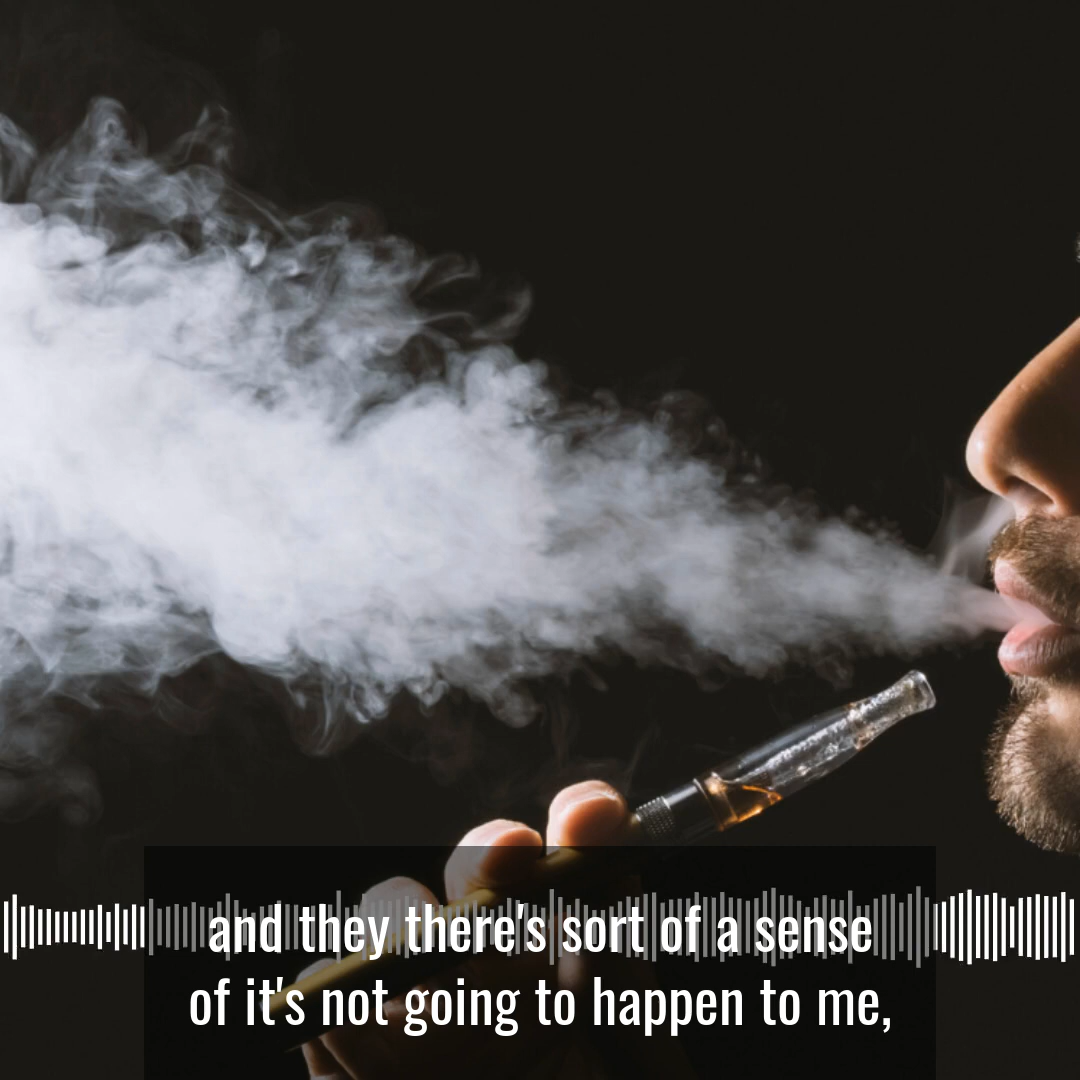 and they there's sort of a sense
of it's not going to happen to me,